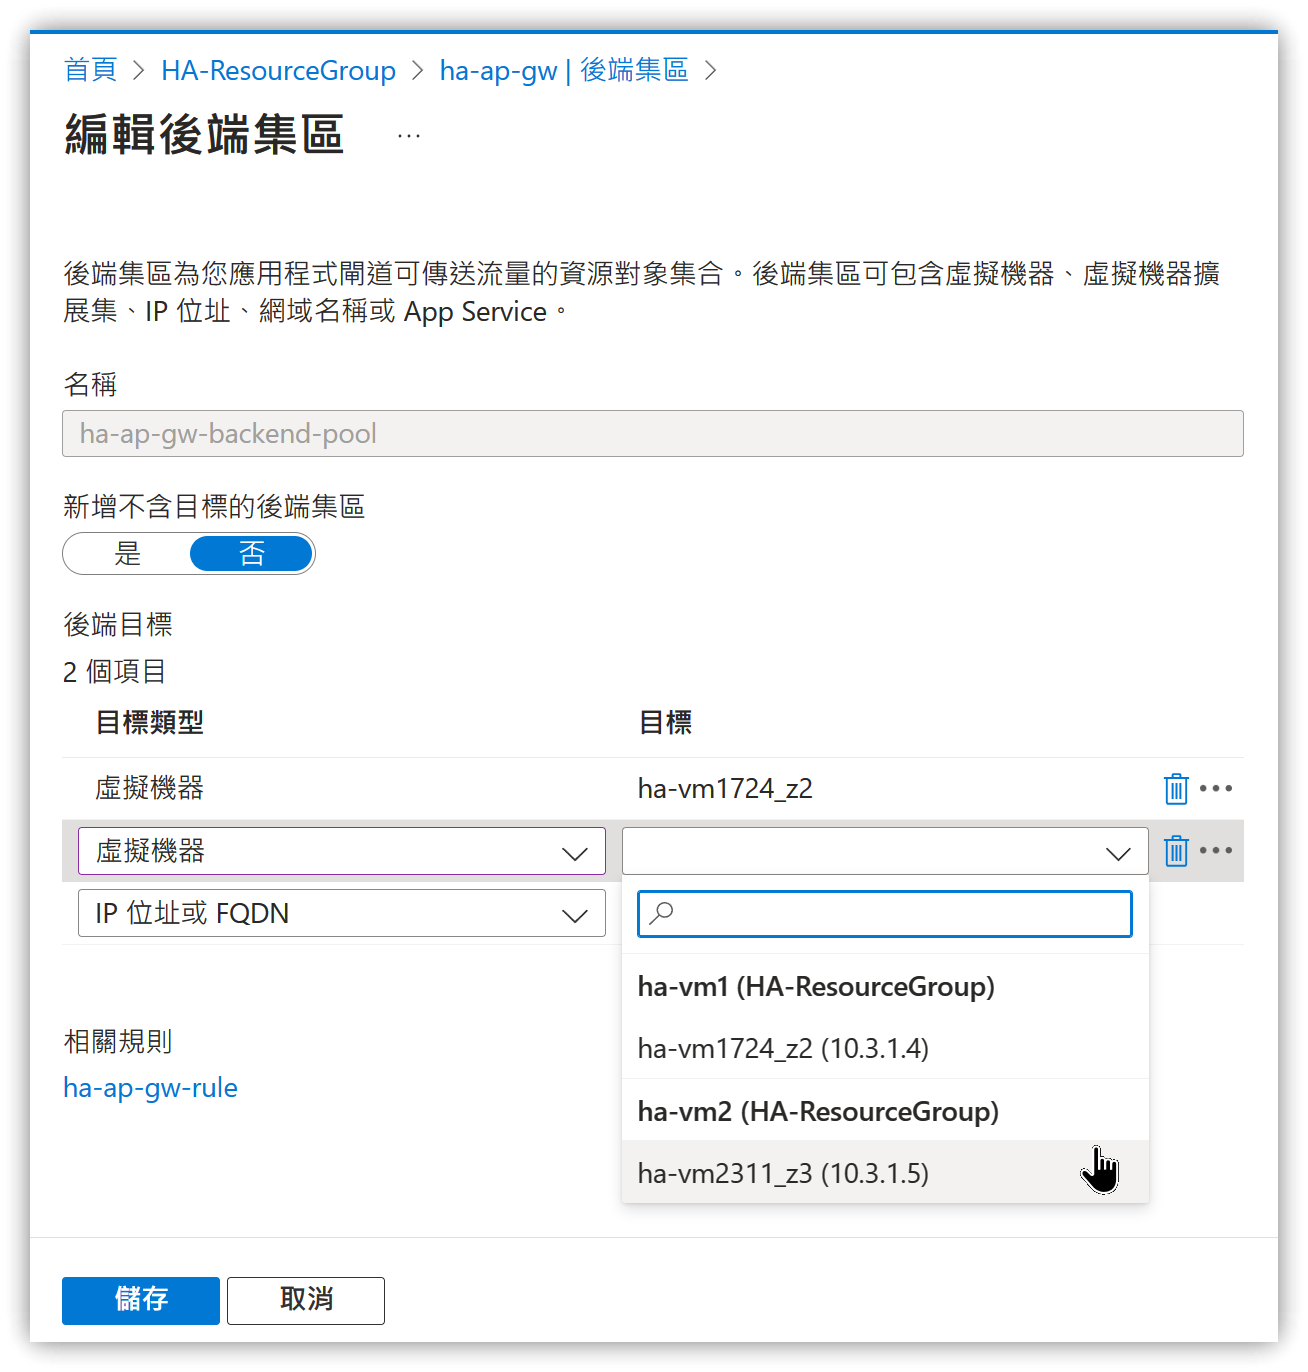 首頁 > HA-ResourceGroup > ha-ap-gw | 後端集區 >
編輯後端集區 ...
後端集區為您應用程式閘道可傳送流量的資源對象集合。後端集區可包含虛擬機器、虛擬機器擴
展集、IP 位址、網域名稱或 App Service。
名稱
ha-ap-gw-backend-pool
新增不含目標的後端集區
是 否
後端目標
2 個項目
目標類型 目標
虛擬機器 ha-vm1724_z2
虛擬機器
IP 位址或 FQDN
ha-vm1 (HA-ResourceGroup)
ha-vm1724_z2 (10.3.1.4)
ha-vm2 (HA-ResourceGroup)
ha-vm2311_z3 (10.3.1.5)
相關規則
ha-ap-gw-rule
儲存 取消